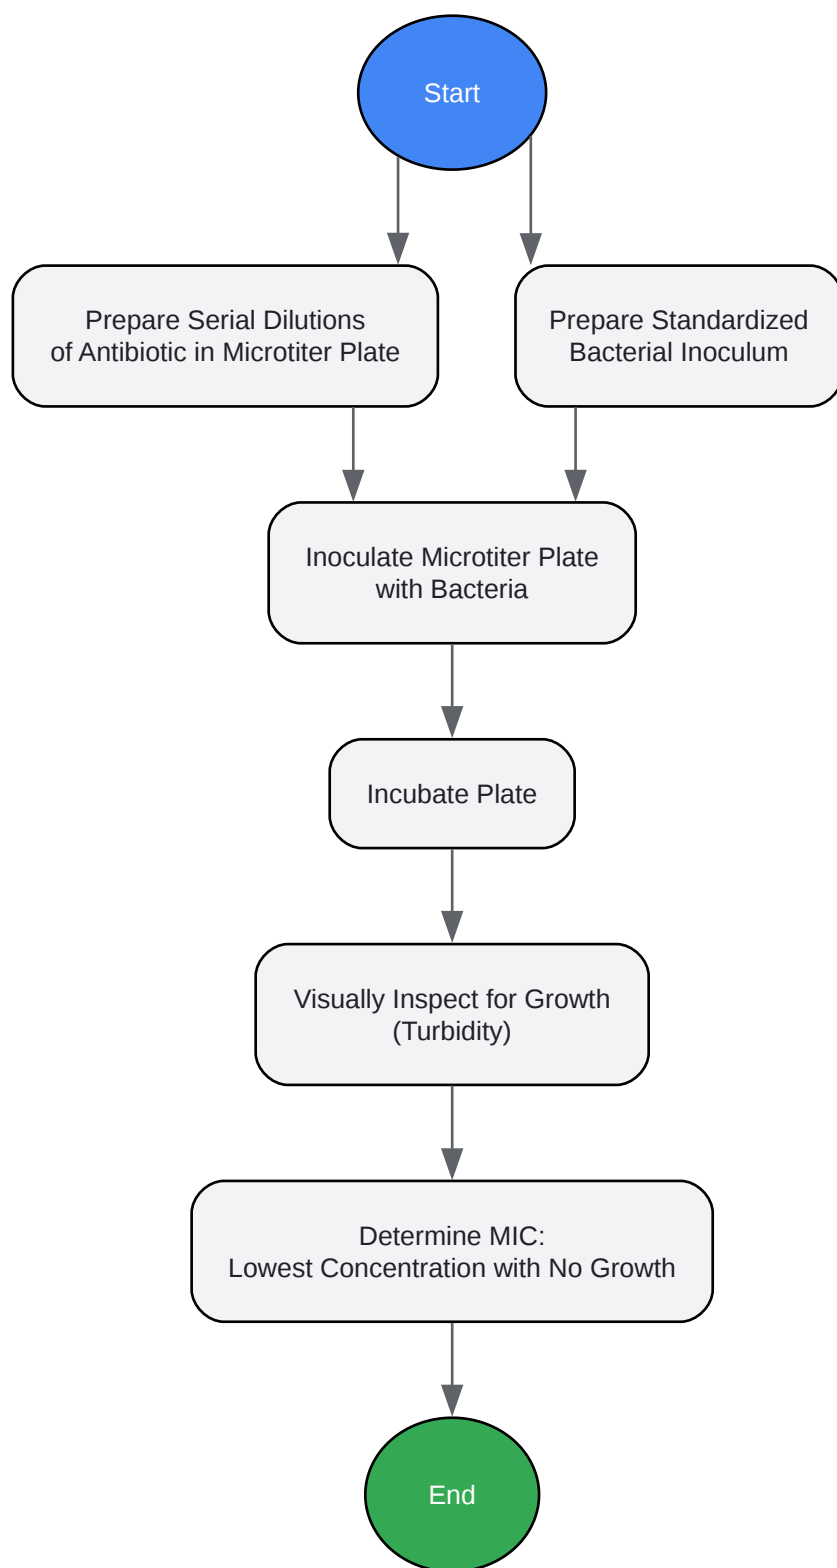 Start
Prepare Serial Dilutions
of Antibiotic in Microtiter Plate
Prepare Standardized
Bacterial Inoculum
Inoculate Microtiter Plate
with Bacteria
Incubate Plate
Visually Inspect for Growth
(Turbidity)
Determine MIC:
Lowest Concentration with No Growth
End